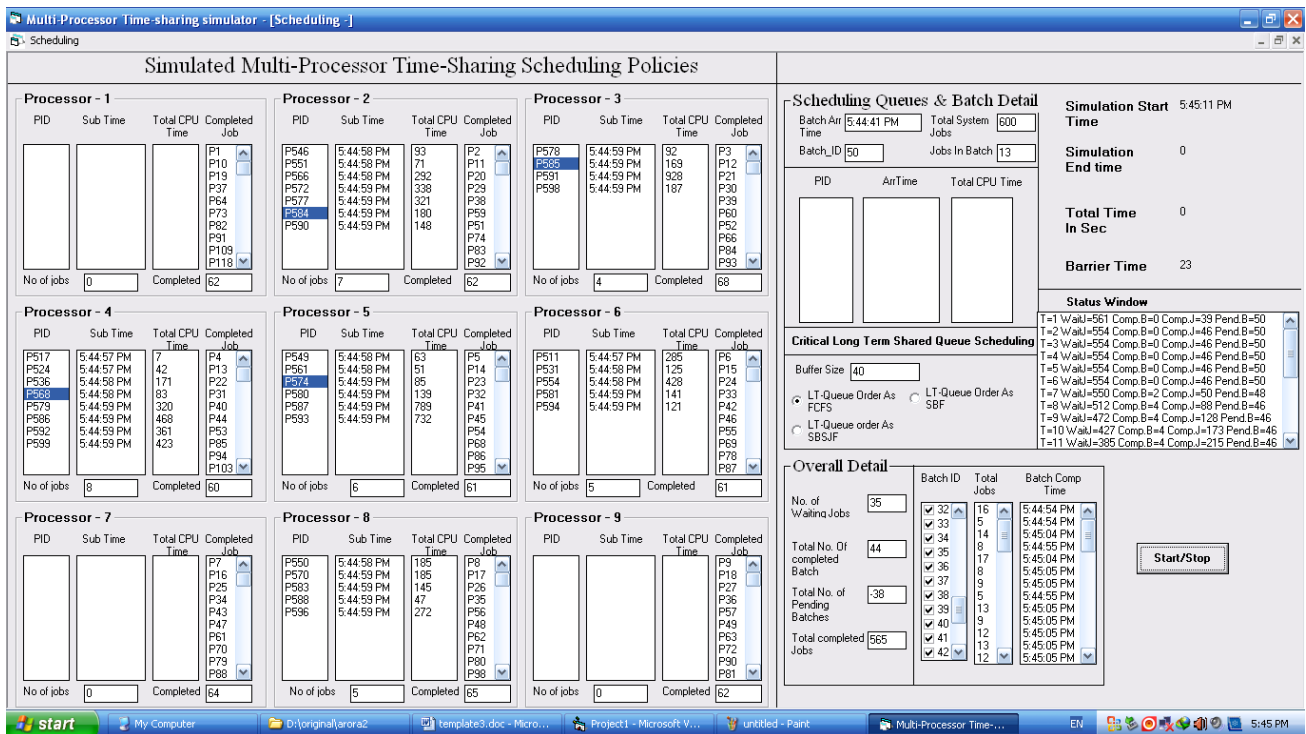 Multi-Processor Time-sharing simulator - [Scheduling -]
Scheduling
Simulated Multi-Processor Time-Sharing Scheduling Policies
Processor - 1
PID Sub Time Total CPU Time Completed Job
P1
P10
P19
P37
P64
P73
P82
P91
P109
P118
No of jobs 0 Completed 62
Processor - 2
PID Sub Time Total CPU Time Completed Job
P546 5:44:58 PM 93 P2
P551 5:44:58 PM 71 P11
P566 5:44:58 PM 292 P20
P572 5:44:59 PM 338 P29
P577 5:44:59 PM 321 P38
P584 5:44:59 PM 180 P59
P590 5:44:59 PM 148 P51
P74
P83
P92
No of jobs 7 Completed 62
Processor - 3
PID Sub Time Total CPU Time Completed Job
P578 5:44:59 PM 92 P3
P585 5:44:59 PM 169 P12
P591 5:44:59 PM 928 P21
P598 5:44:59 PM 187 P30
P39
P60
P52
P66
P84
P93
No of jobs 4 Completed 68
Processor - 4
PID Sub Time Total CPU Time Completed Job
P517 5:44:57 PM 7 P4
P524 5:44:57 PM 42 P13
P536 5:44:58 PM 171 P22
P568 5:44:58 PM 83 P31
P579 5:44:59 PM 320 P40
P586 5:44:59 PM 468 P44
P592 5:44:59 PM 361 P53
P599 5:44:59 PM 423 P85
P94
P103
No of jobs 8 Completed 60
Processor - 5
PID Sub Time Total CPU Time Completed Job
P549 5:44:58 PM 63 P5
P561 5:44:58 PM 51 P14
P574 5:44:59 PM 85 P23
P580 5:44:59 PM 139 P32
P587 5:44:59 PM 789 P41
P593 5:44:59 PM 732 P45
P54
P68
P86
P95
No of jobs 6 Completed 61
Processor - 6
PID Sub Time Total CPU Time Completed Job
P511 5:44:57 PM 285 P6
P531 5:44:58 PM 125 P15
P554 5:44:58 PM 428 P24
P581 5:44:59 PM 141 P33
P594 5:44:59 PM 121 P42
P46
P55
P69
P78
P87
No of jobs 5 Completed 61
Processor - 7
PID Sub Time Total CPU Time Completed Job
P7
P16
P25
P34
P43
P47
P61
P70
P79
P88
No of jobs 0 Completed 64
Processor - 8
PID Sub Time Total CPU Time Completed Job
P550 5:44:58 PM 185 P8
P570 5:44:59 PM 185 P17
P583 5:44:59 PM 145 P26
P588 5:44:59 PM 47 P35
P596 5:44:59 PM 272 P56
P48
P62
P71
P80
P98
No of jobs 5 Completed 65
Processor - 9
PID Sub Time Total CPU Time Completed Job
P9
P18
P27
P36
P57
P49
P63
P72
P90
P81
No of jobs 0 Completed 62
Scheduling Queues & Batch Detail
Batch Arr Time 5:44:41 PM Total System Jobs 600
Batch_ID 50 Jobs In Batch 13
PID ArrTime Total CPU Time
Critical Long Term Shared Queue Scheduling
Buffer Size 40
LT-Queue Order As FCFS
LT-Queue Order As SBF
LT-Queue order As SBSJF
Simulation Start Time 5:45:11 PM
Simulation End time 0
Total Time In Sec 0
Barrier Time 23
Status Window
T=1 WaitJ=561 Comp.B=0 Comp.J=39 Pend.B=50
T=2 WaitJ=554 Comp.B=0 Comp.J=46 Pend.B=50
T=3 WaitJ=554 Comp.B=0 Comp.J=46 Pend.B=50
T=4 WaitJ=554 Comp.B=0 Comp.J=46 Pend.B=50
T=5 WaitJ=554 Comp.B=0 Comp.J=46 Pend.B=50
T=6 WaitJ=554 Comp.B=0 Comp.J=46 Pend.B=50
T=7 WaitJ=550 Comp.B=2 Comp.J=50 Pend.B=48
T=8 WaitJ=512 Comp.B=4 Comp.J=88 Pend.B=46
T=9 WaitJ=472 Comp.B=4 Comp.J=128 Pend.B=46
T=10 WaitJ=427 Comp.B=4 Comp.J=173 Pend.B=46
T=11 WaitJ=385 Comp.B=4 Comp.J=215 Pend.B=46
Overall Detail
No. of Waiting Jobs 35
Total No. Of completed Batch 44
Total No. of Pending Batches -38
Total completed Jobs 565
Batch ID Total Jobs Batch Comp Time
32 16 5:44:54 PM
33 5 5:44:54 PM
34 14 5:45:04 PM
35 8 5:44:55 PM
36 17 5:45:04 PM
37 8 5:45:05 PM
38 9 5:45:05 PM
39 5 5:44:55 PM
40 13 5:45:05 PM
41 9 5:45:05 PM
42 12 5:45:05 PM
13 5:45:05 PM
12 5:45:05 PM
Start/Stop
start
My Computer
D:\original\arora2
template3.doc - Micro...
Project1 - Microsoft V...
untitled - Paint
Multi-Processor Time-...
EN
5:45 PM